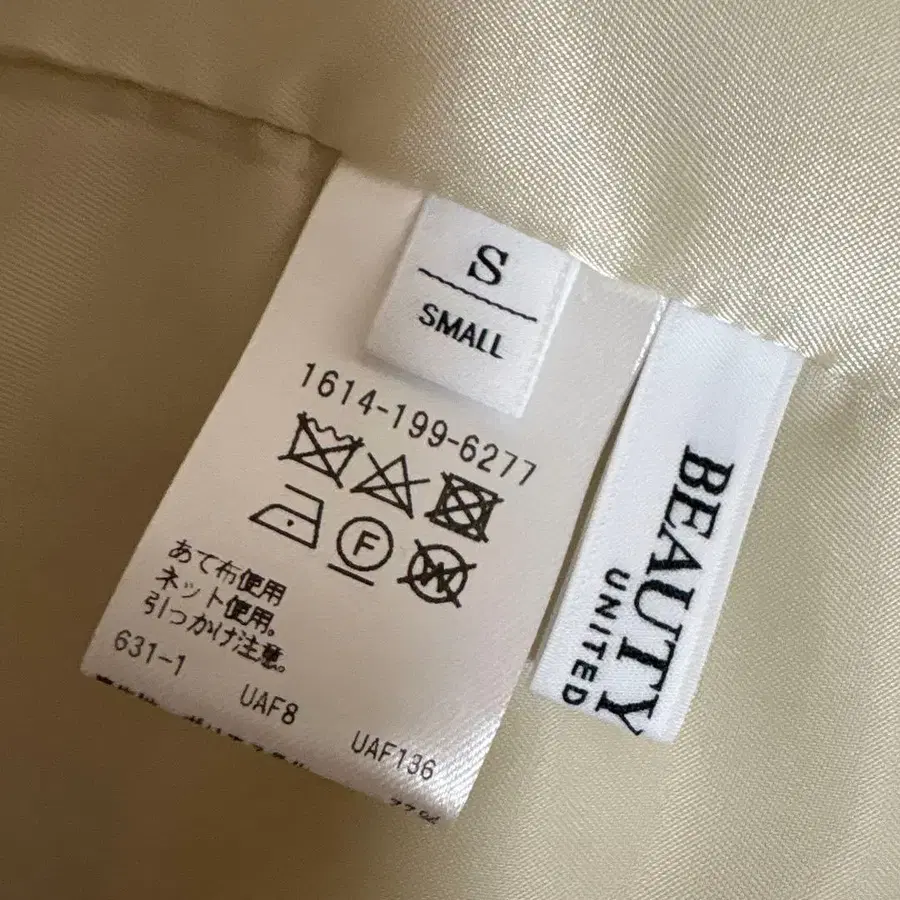 S
SMALL
1614-199-6277
F
W
あて布使用
ネット使用。
引っかけ注意。
631-1
UAF8
UAF136
BEAUTY
UNITED